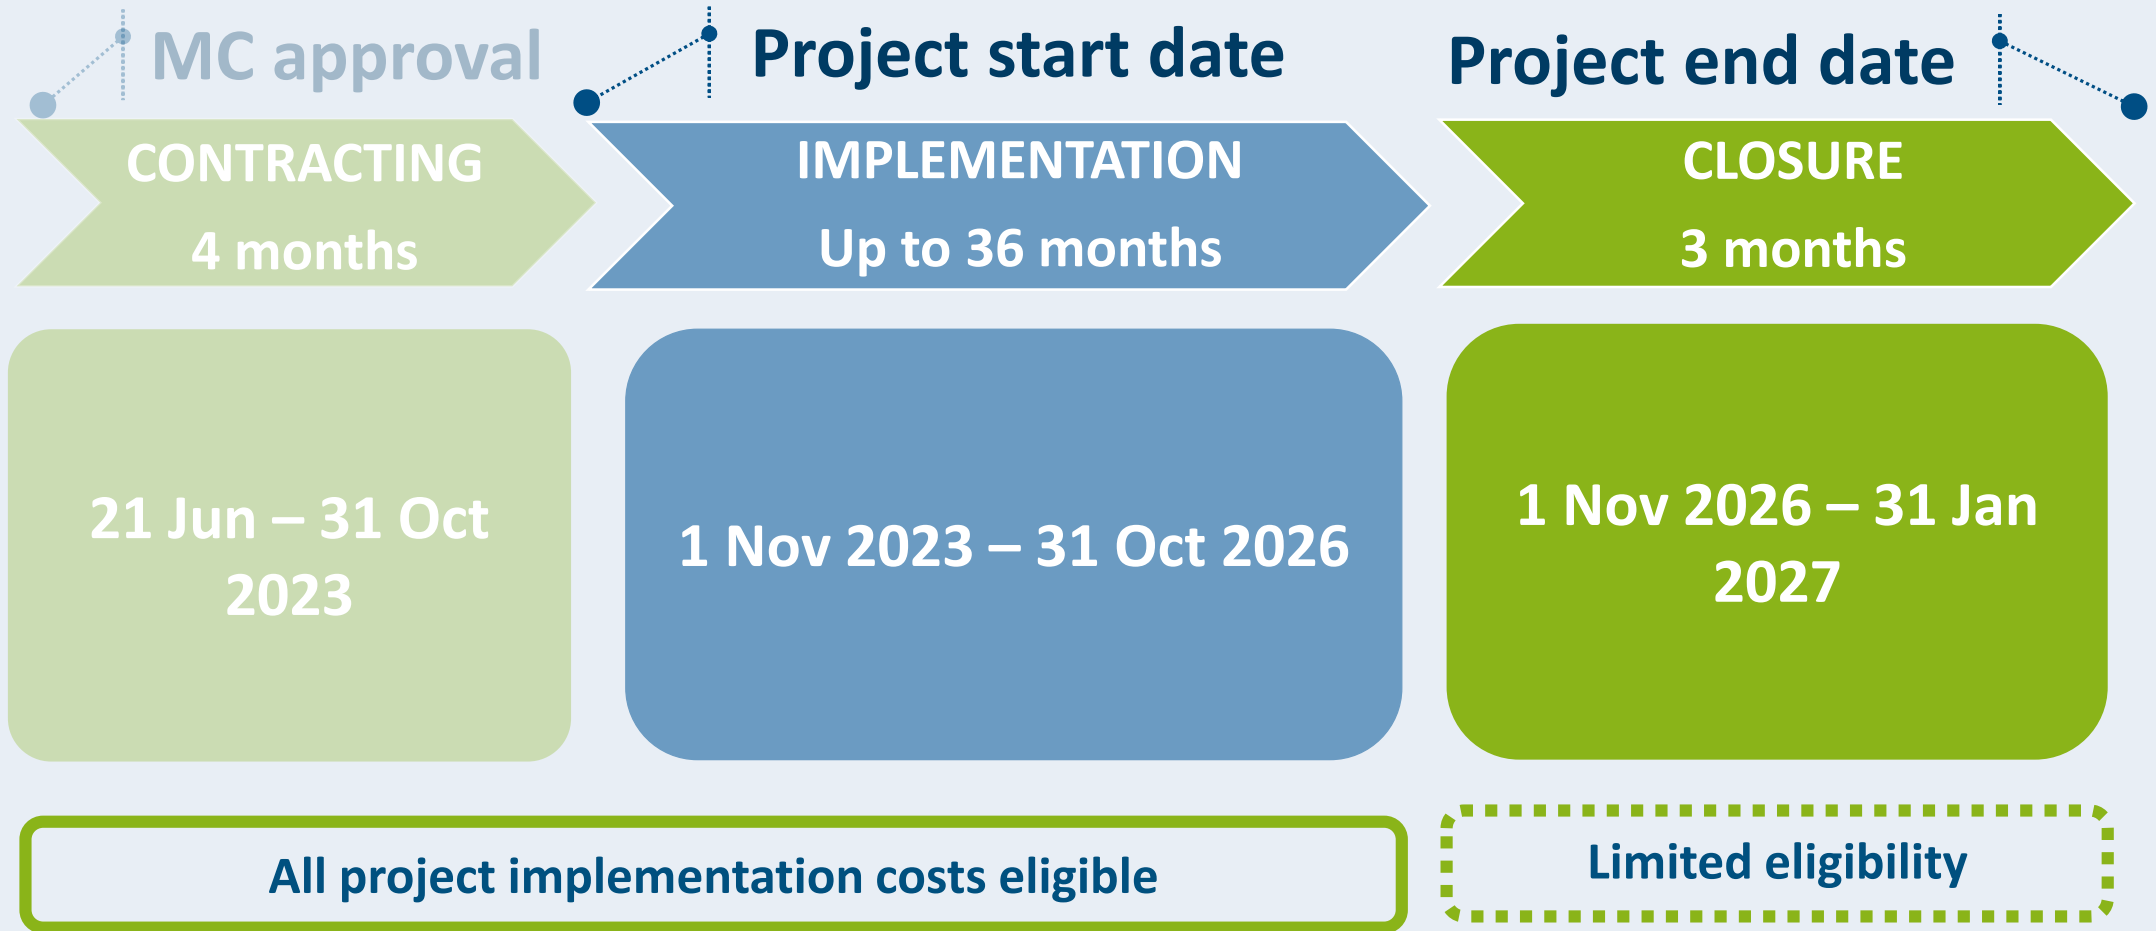 MC approval
Project start date
Project end date
CONTRACTING
4 months
IMPLEMENTATION
Up to 36 months
CLOSURE
3 months
21 Jun – 31 Oct
2023
1 Nov 2023 – 31 Oct 2026
1 Nov 2026 – 31 Jan
2027
All project implementation costs eligible
Limited eligibility